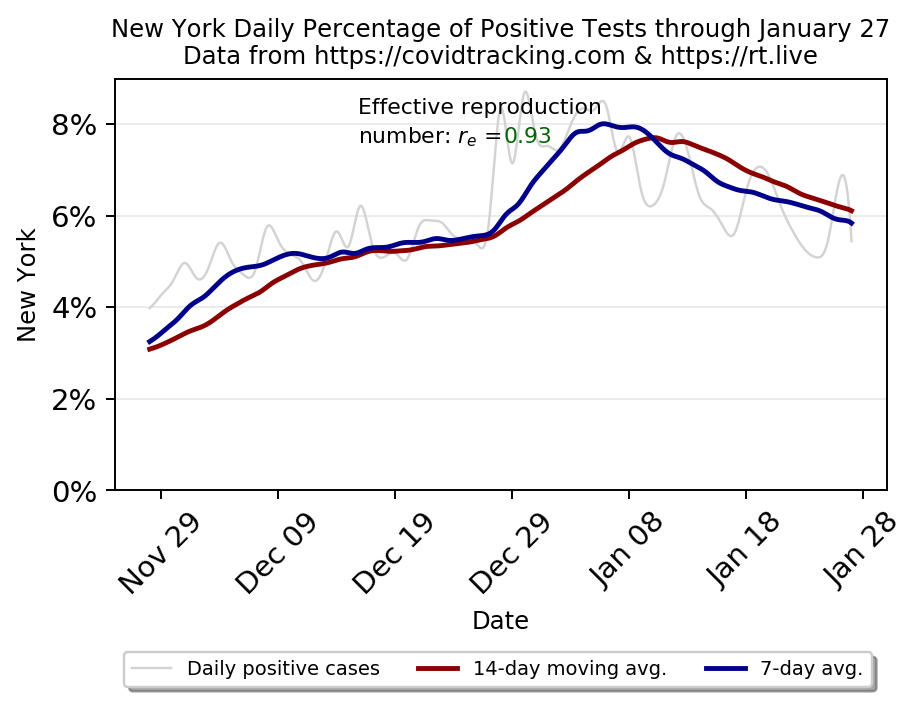 New York Daily Percentage of Positive Tests through January 27
Data from https://covidtracking.com & https://rt.live
Effective reproduction
number: rₑ =0.93
8%
6%
4%
2%
0%
New York
Nov 29
Dec 09
Dec 19
Dec 29
Jan 08
Jan 18
Jan 28
Date
Daily positive cases
14-day moving avg.
7-day avg.